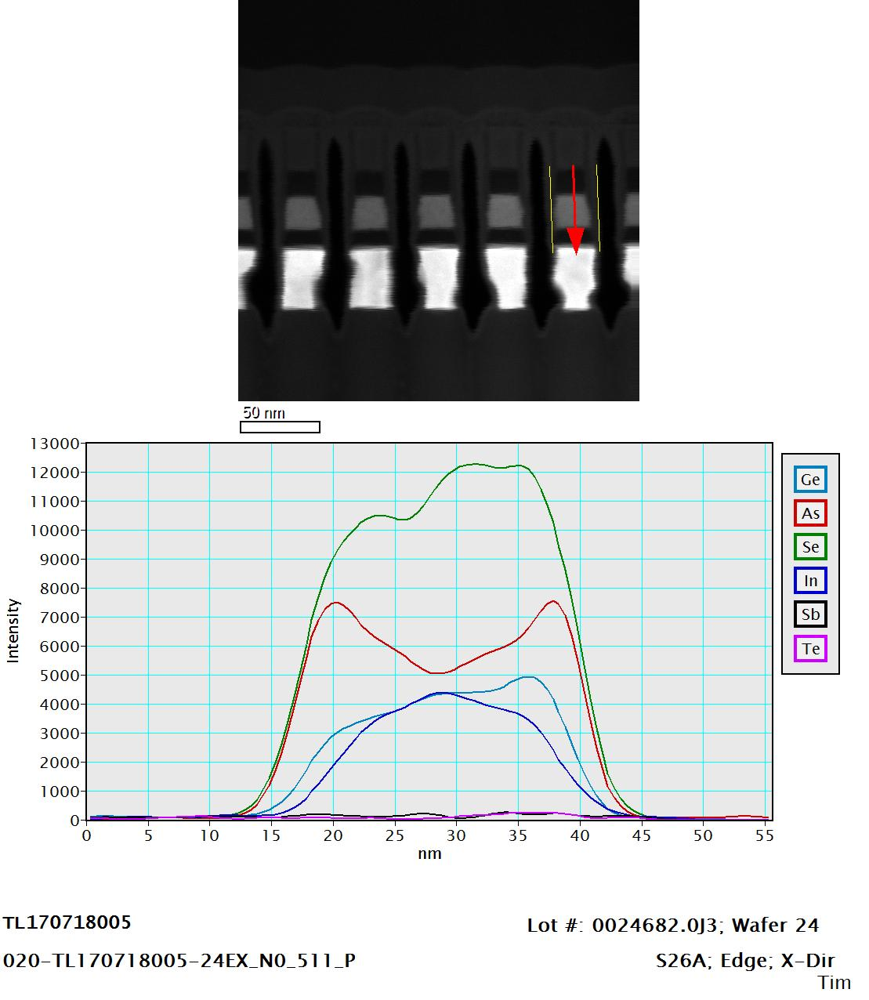 50 nm
13000
12000
11000
10000
9000
8000
7000
6000
5000
4000
3000
2000
1000
0
Intensity
0 5 10 15 20 25 30 35 40 45 50 55
nm
Ge
As
Se
In
Sb
Te
TL170718005
Lot #: 0024682.0J3; Wafer 24
020-TL170718005-24EX_N0_511_P
S26A; Edge; X-Dir
Tim